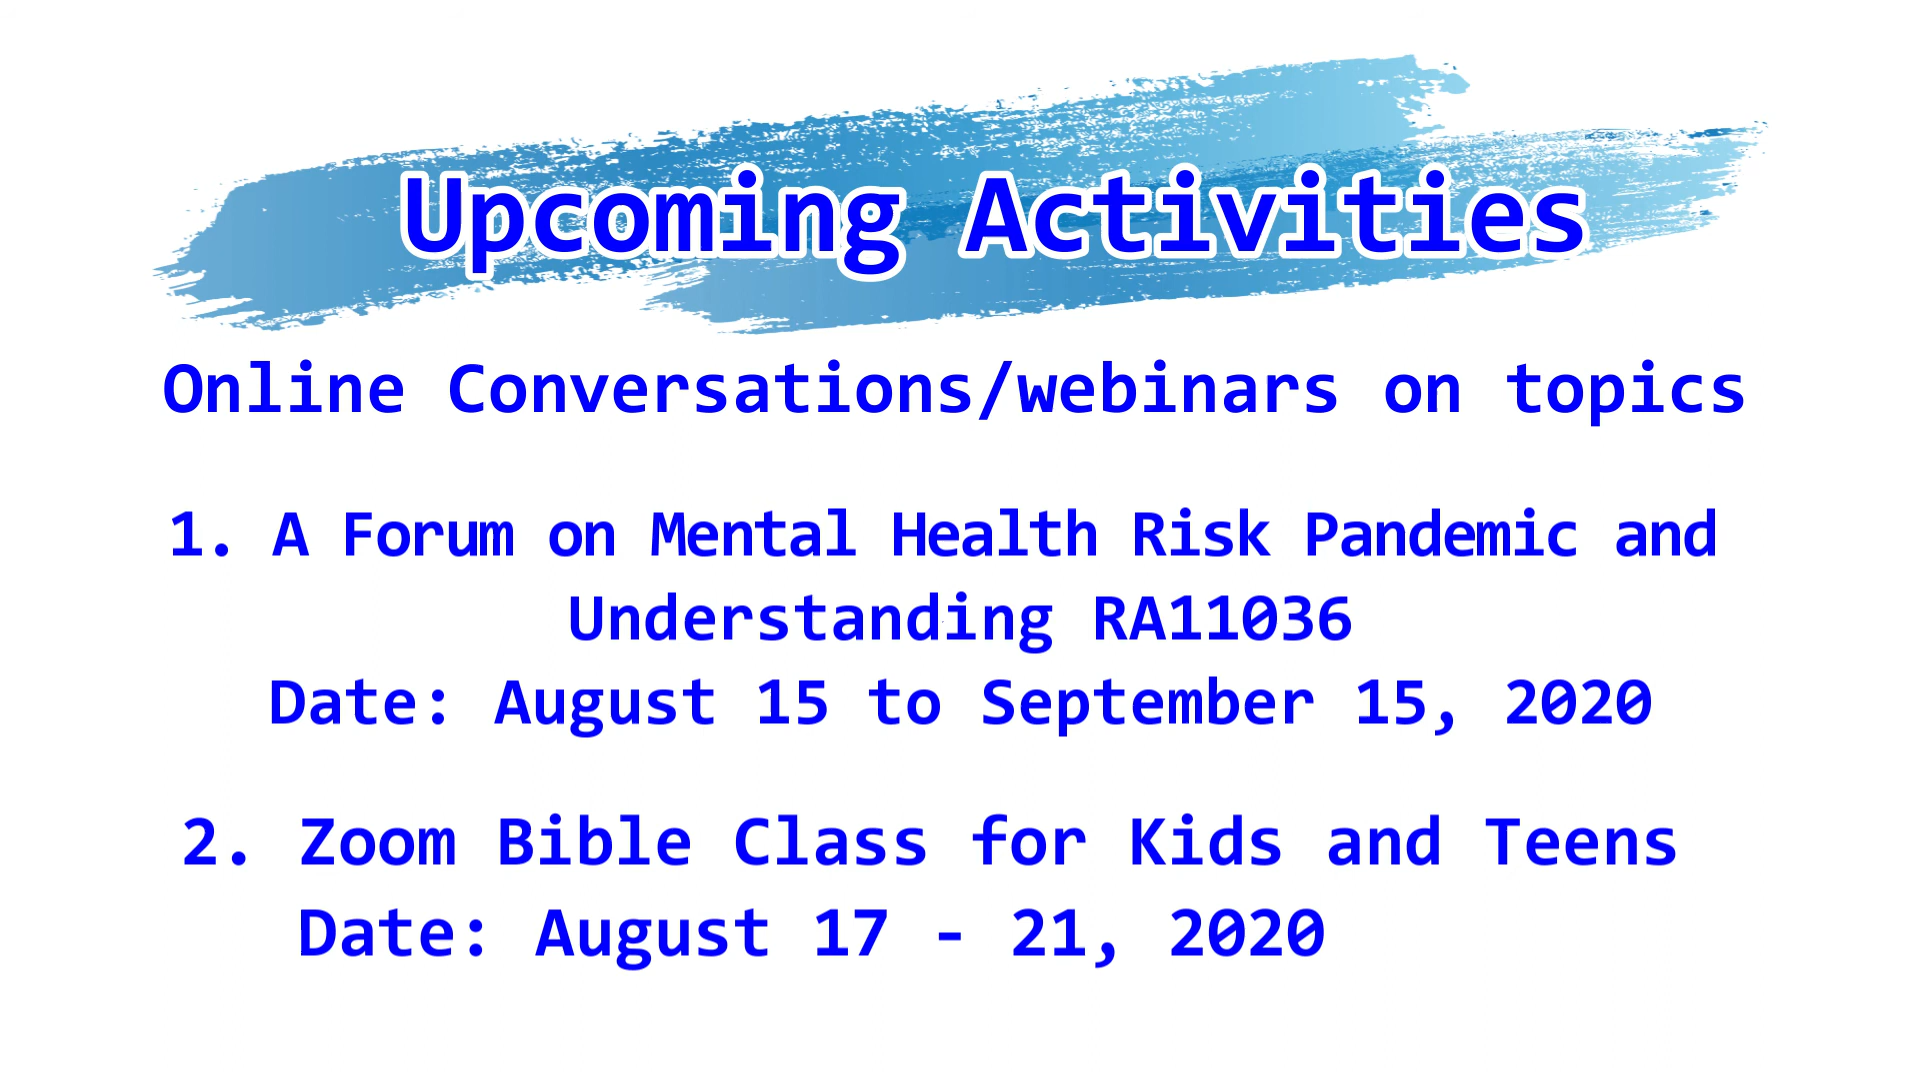 Upcoming Activities
Online Conversations/webinars on topics
1. A Forum on Mental Health Risk Pandemic and
Understanding RA11036
Date: August 15 to September 15, 2020
2. Zoom Bible Class for Kids and Teens
Date: August 17 - 21, 2020